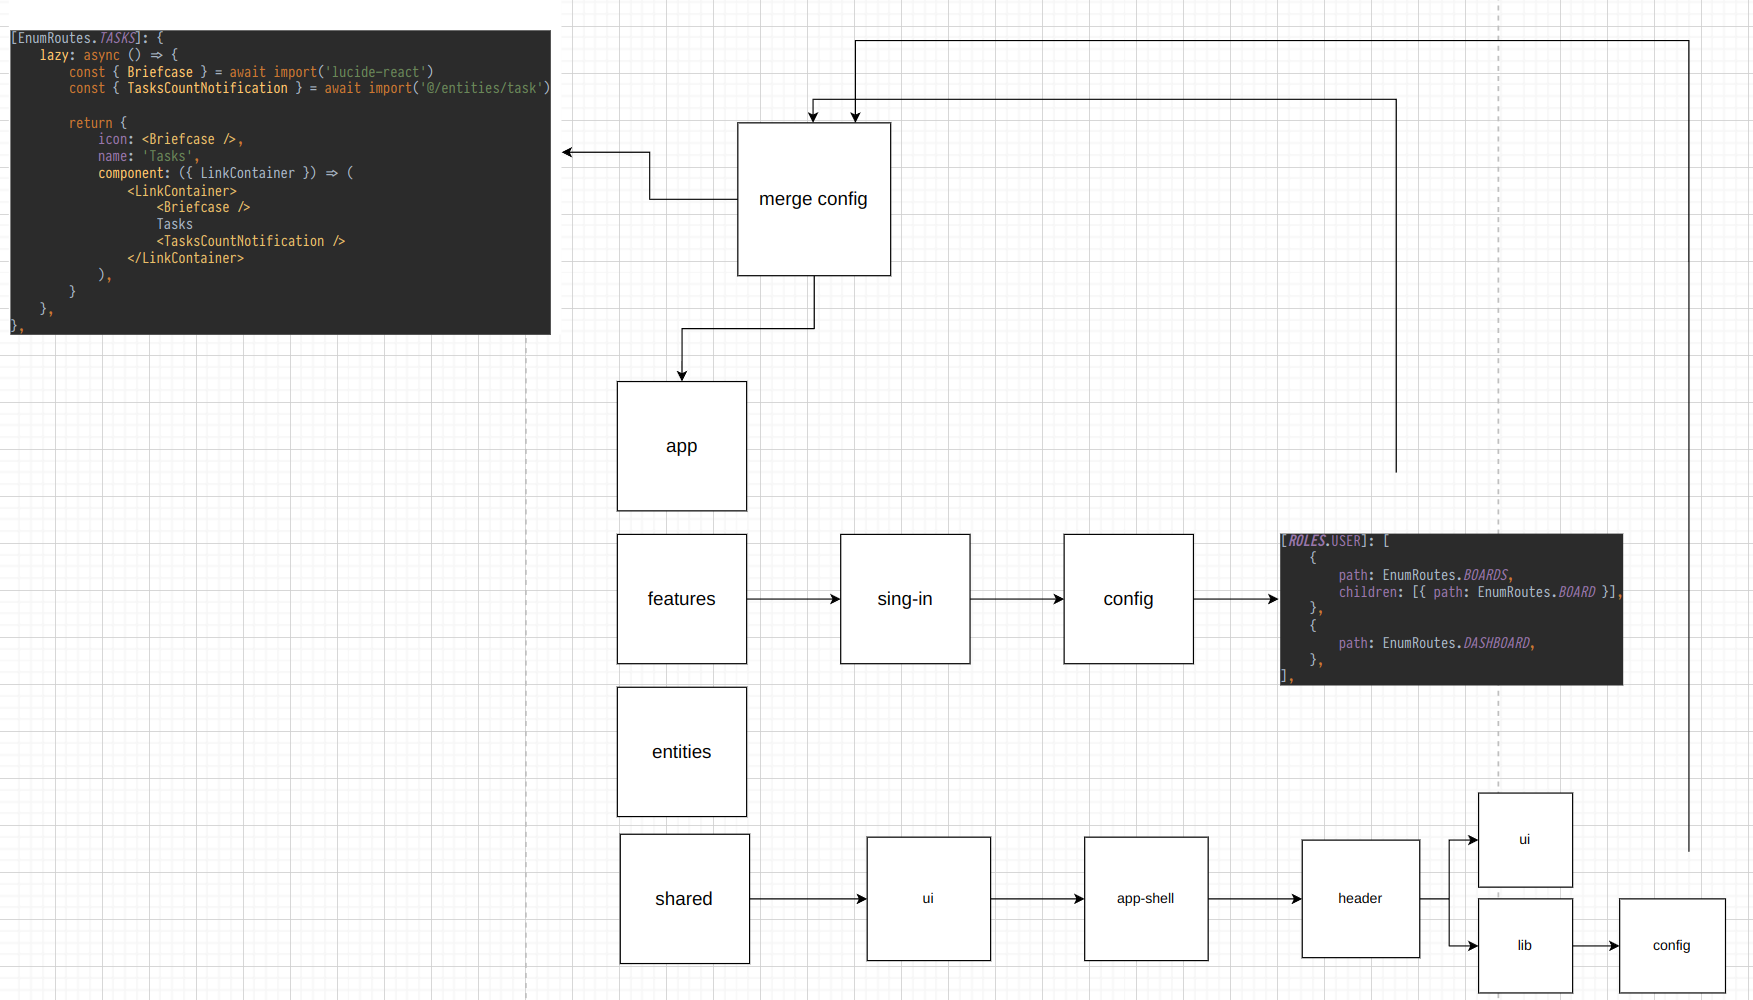 [EnumRoutes.TASKS]: {
lazy: async () ⇒ {
const { Briefcase } = await import('lucide-react')
const { TasksCountNotification } = await import('@/entities/task')
return {
icon: <Briefcase />,
name: 'Tasks',
component: ({ LinkContainer }) ⇒ (
<LinkContainer>
<Briefcase />
Tasks
<TasksCountNotification />
</LinkContainer>
),
}
},
},
merge config
app
features
sing-in
config
[ROLES.USER]: [
{
path: EnumRoutes.BOARDS,
children: [{ path: EnumRoutes.BOARD }],
},
{
path: EnumRoutes.DASHBOARD,
},
],
entities
shared
ui
app-shell
header
ui
lib
config